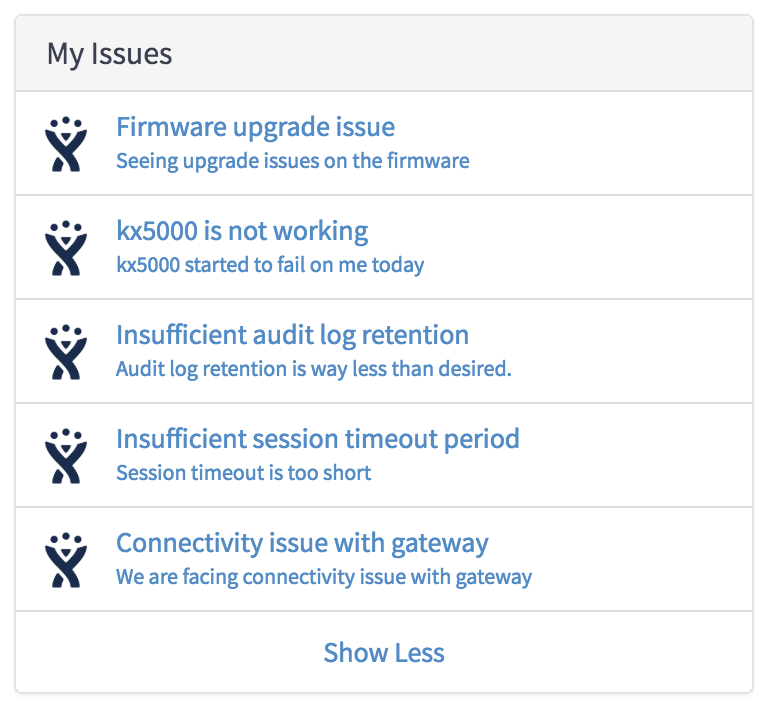 My Issues
Firmware upgrade issue
Seeing upgrade issues on the firmware
kx5000 is not working
kx5000 started to fail on me today
Insufficient audit log retention
Audit log retention is way less than desired.
Insufficient session timeout period
Session timeout is too short
Connectivity issue with gateway
We are facing connectivity issue with gateway
Show Less